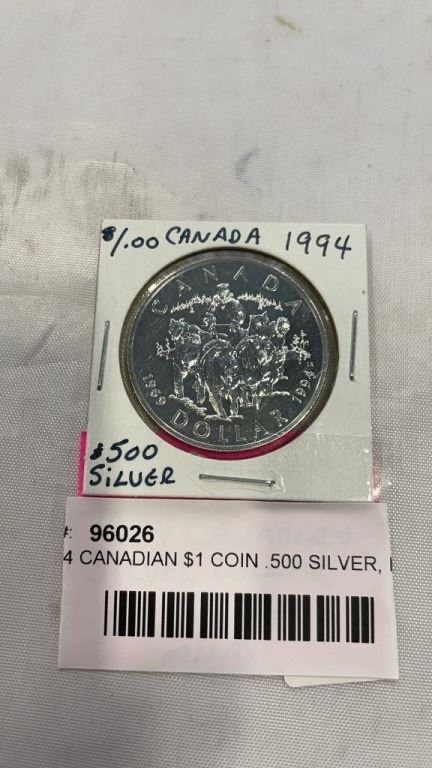 $1.00 CANADA 1994
CANADA
1969 1994
DOLLAR
$500
SILVER
#: 96026
4 CANADIAN $1 COIN .500 SILVER,